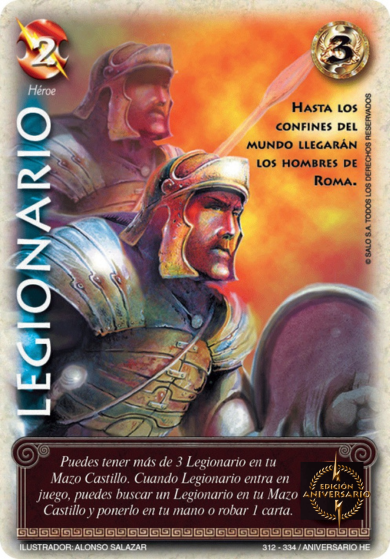 2
3
Héroe
LEGIONARIO
HASTA LOS
CONFINES DEL
MUNDO LLEGARÁN
LOS HOMBRES DE
ROMA.
© SALO S.A. TODOS LOS DERECHOS RESERVADOS
Puedes tener más de 3 Legionario en tu
Mazo Castillo. Cuando Legionario entra en
juego, puedes buscar un Legionario en tu Mazo
Castillo y ponerlo en tu mano o robar 1 carta.
EDICIÓN
ANIVERSARIO
ILUSTRADOR: ALONSO SALAZAR
312 - 334 / ANIVERSARIO HE